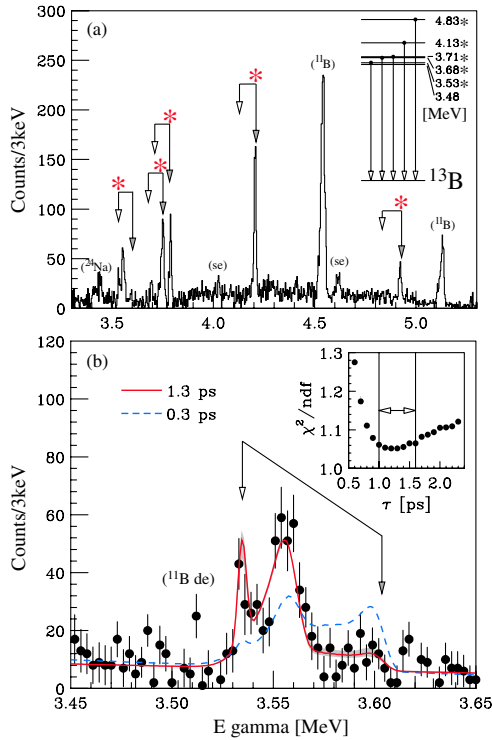 (a)
Counts/3keV
300
250
200
150
100
50
0
3.5
4.0
4.5
5.0
(²⁴Na)
*
*
*
(se)
*
(¹¹B)
(se)
*
(¹¹B)
4.83*
4.13*
3.71*
3.68*
3.53*
3.48
[MeV]
¹³B
(b)
Counts/3keV
120
100
80
60
40
20
0
1.3 ps
0.3 ps
(¹¹B de)
χ²/ndf
1.3
1.2
1.1
1.0
0.5
1.0
1.5
2.0
τ [ps]
3.45
3.50
3.55
3.60
3.65
E gamma [MeV]